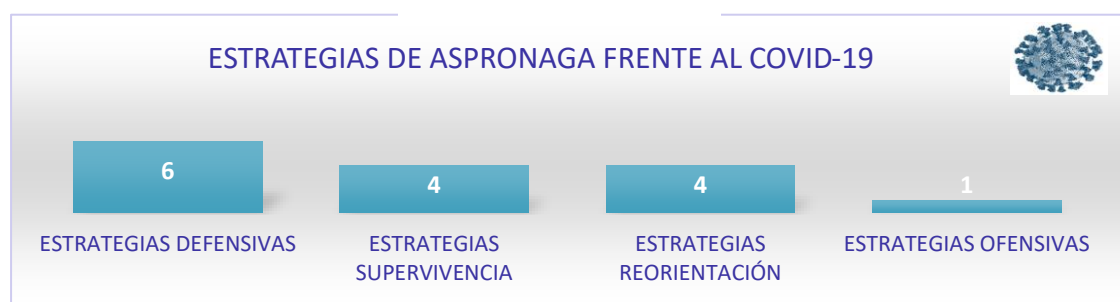 ESTRATEGIAS DE ASPRONAGA FRENTE AL COVID-19
6
4
4
1
ESTRATEGIAS DEFENSIVAS
ESTRATEGIAS
SUPERVIVENCIA
ESTRATEGIAS
REORIENTACIÓN
ESTRATEGIAS OFENSIVAS